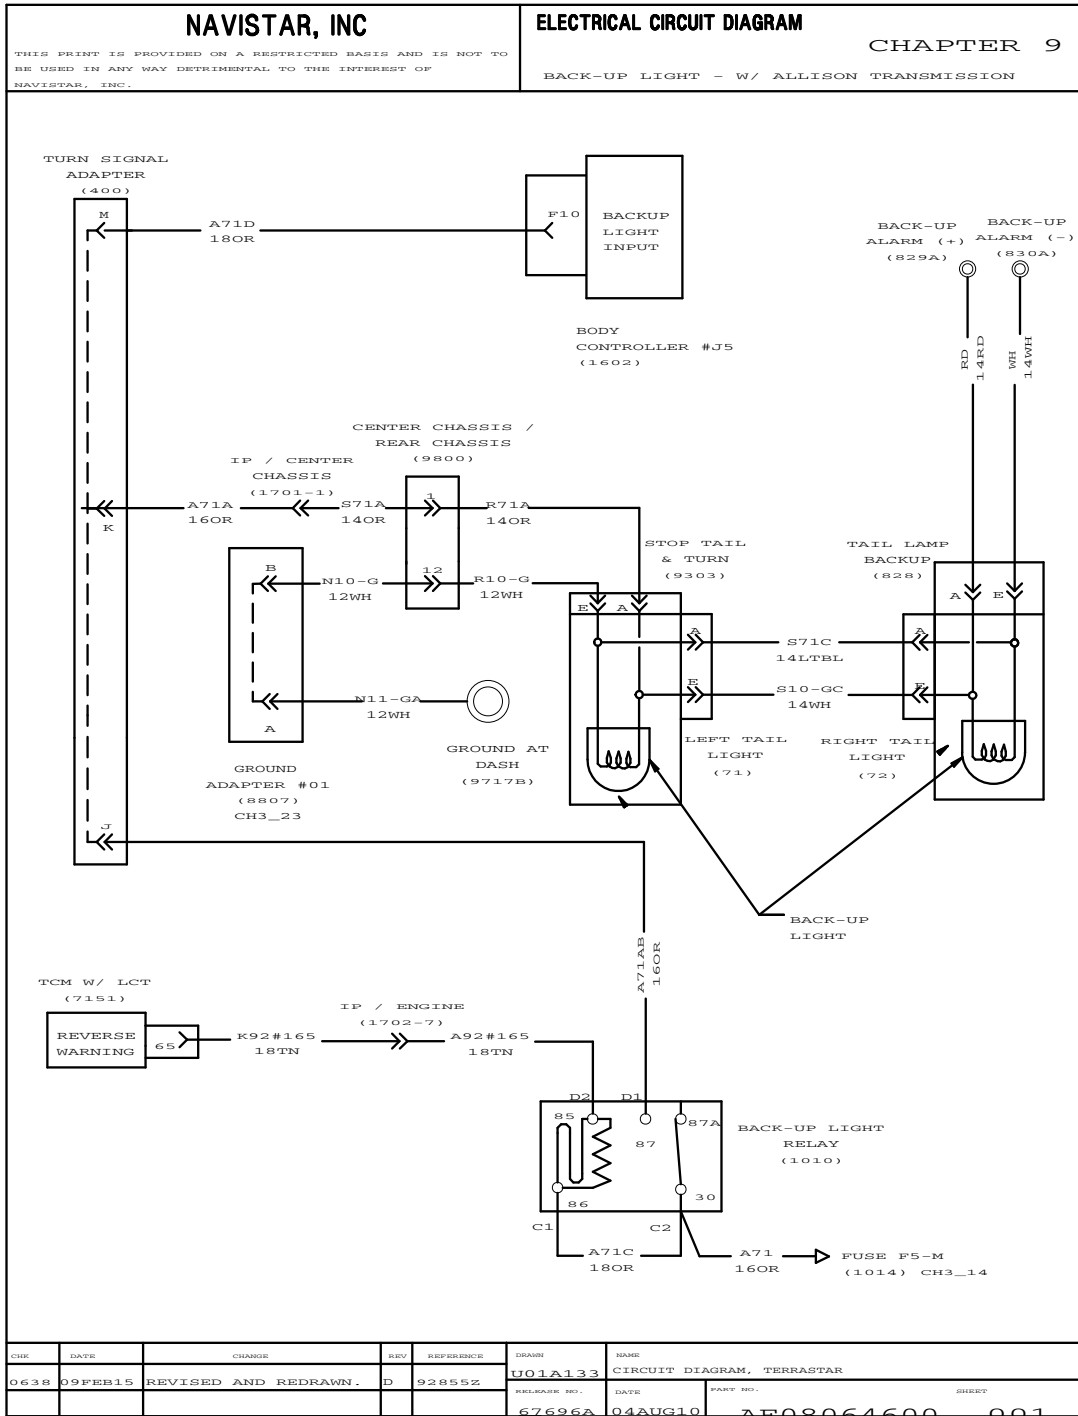 NAVISTAR, INC
THIS PRINT IS PROVIDED ON A RESTRICTED BASIS AND IS NOT TO
BE USED IN ANY WAY DETRIMENTAL TO THE INTEREST OF
NAVISTAR, INC.
ELECTRICAL CIRCUIT DIAGRAM
CHAPTER 9
BACK-UP LIGHT - W/ ALLISON TRANSMISSION
TURN SIGNAL
ADAPTER
(400)
M
A71D
18OR
F10
BACKUP
LIGHT
INPUT
BODY
CONTROLLER #J5
(1602)
BACK-UP
ALARM (+)
(829A)
BACK-UP
ALARM (-)
(830A)
RD
14RD
WH
14WH
CENTER CHASSIS /
REAR CHASSIS
(9800)
IP / CENTER
CHASSIS
(1701-1)
K
A71A
16OR
S71A
14OR
1
R71A
14OR
B
N10-G
12WH
12
R10-G
12WH
A
N11-GA
12WH
GROUND AT
DASH
(9717B)
GROUND
ADAPTER #01
(8807)
CH3_23
STOP TAIL
& TURN
(9303)
E
A
A
E
S71C
14LTBL
S10-GC
14WH
TAIL LAMP
BACKUP
(828)
A
E
A
E
LEFT TAIL
LIGHT
(71)
RIGHT TAIL
LIGHT
(72)
J
BACK-UP
LIGHT
A71AB
16OR
TCM W/ LCT
(7151)
REVERSE
WARNING
65
K92#165
18TN
IP / ENGINE
(1702-7)
A92#165
18TN
D2
D1
85
87
87A
86
30
BACK-UP LIGHT
RELAY
(1010)
C1
C2
A71C
18OR
A71
16OR
FUSE F5-M
(1014) CH3_14
CHK
DATE
CHANGE
REV
REFERENCE
0638
09FEB15
REVISED AND REDRAWN.
D
92855Z
DRAWN
U01A133
NAME
CIRCUIT DIAGRAM, TERRASTAR
RELEASE NO.
67696A
DATE
04AUG10
PART NO.
SHEET
001